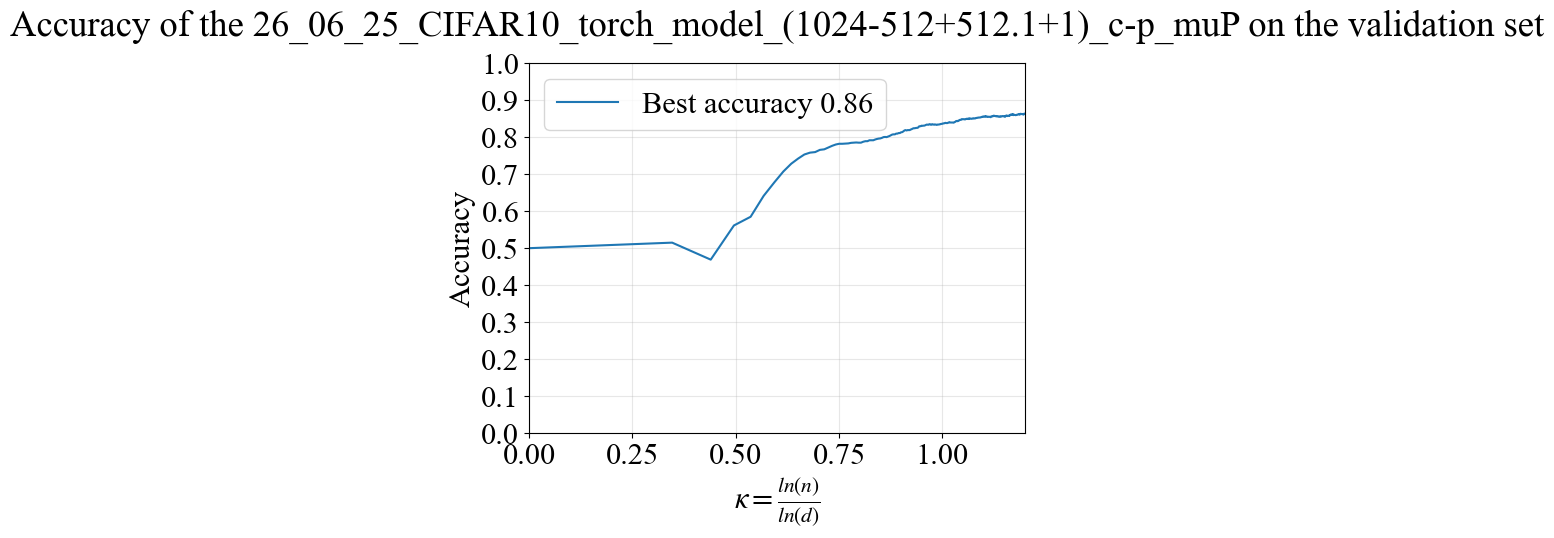 Accuracy of the 26_06_25_CIFAR10_torch_model_(1024-512+512.1+1)_c-p_muP on the validation set
1.0
Best accuracy 0.86
0.9
0.8
0.7
0.6
0.5
0.4
0.3
0.2
0.1
0.0
Accuracy
0.00 0.25 0.50 0.75 1.00
κ = ln(n) / ln(d)